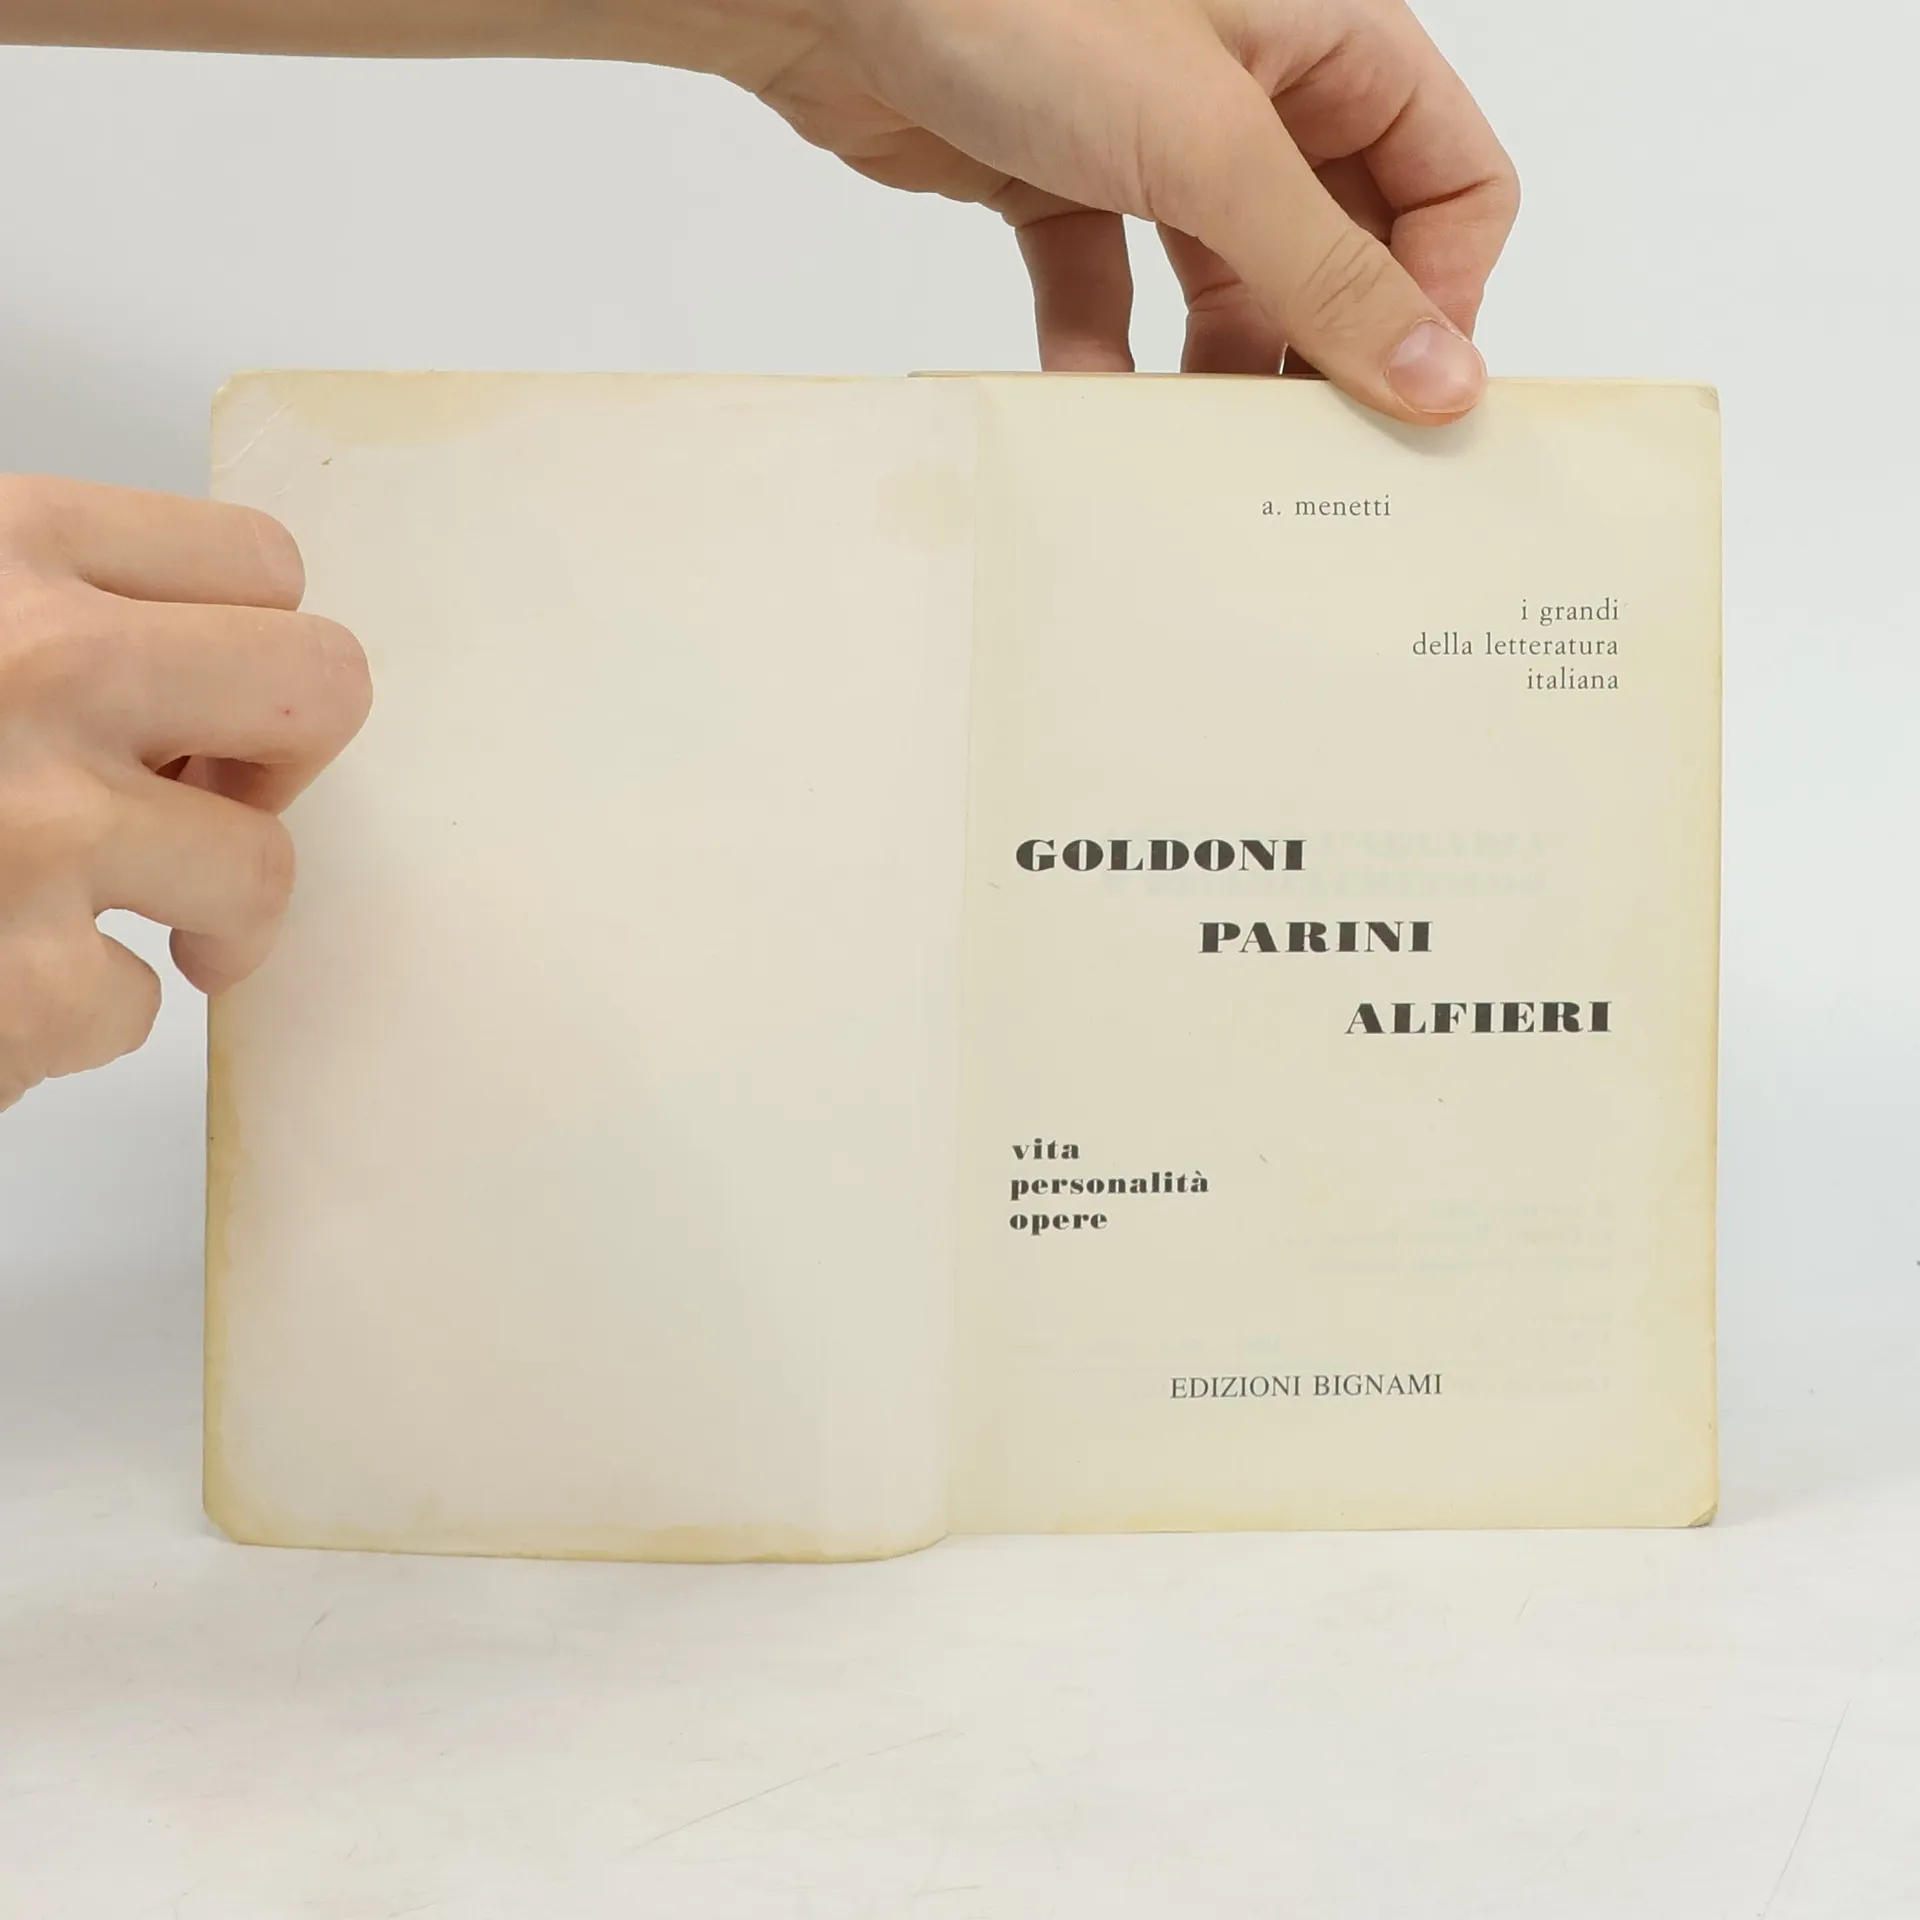 a. menetti
i grandi
della letteratura
italiana
GOLDONI
PARINI
ALFIERI
vita
personalità
opere
EDIZIONI BIGNAMI